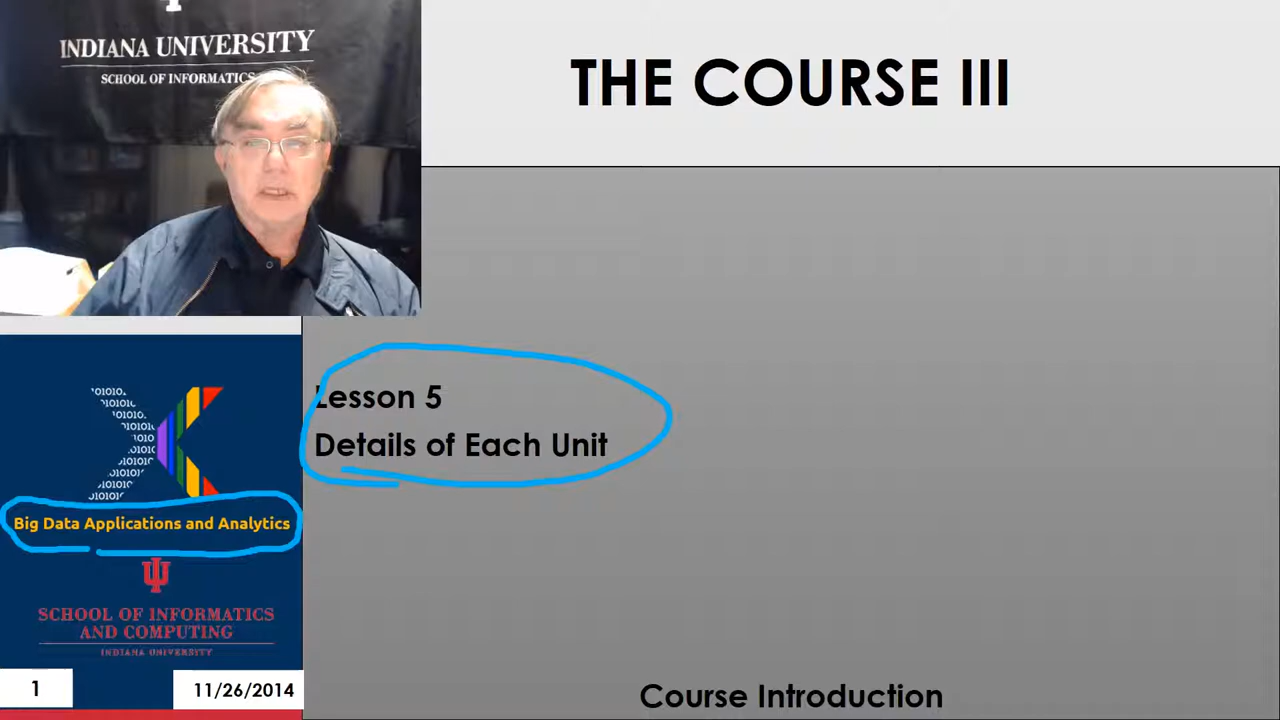 INDIANA UNIVERSITY
SCHOOL OF INFORMATICS
THE COURSE III
Lesson 5
Details of Each Unit
Big Data Applications and Analytics
SCHOOL OF INFORMATICS
AND COMPUTING
INDIANA UNIVERSITY
1
11/26/2014
Course Introduction